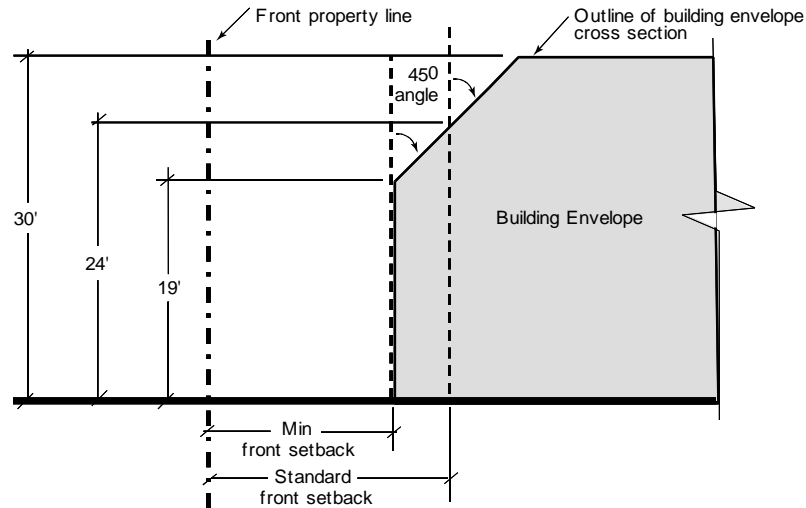 Front property line
Outline of building envelope
cross section
450
angle
30'
24'
19'
Building Envelope
Min
front setback
Standard
front setback